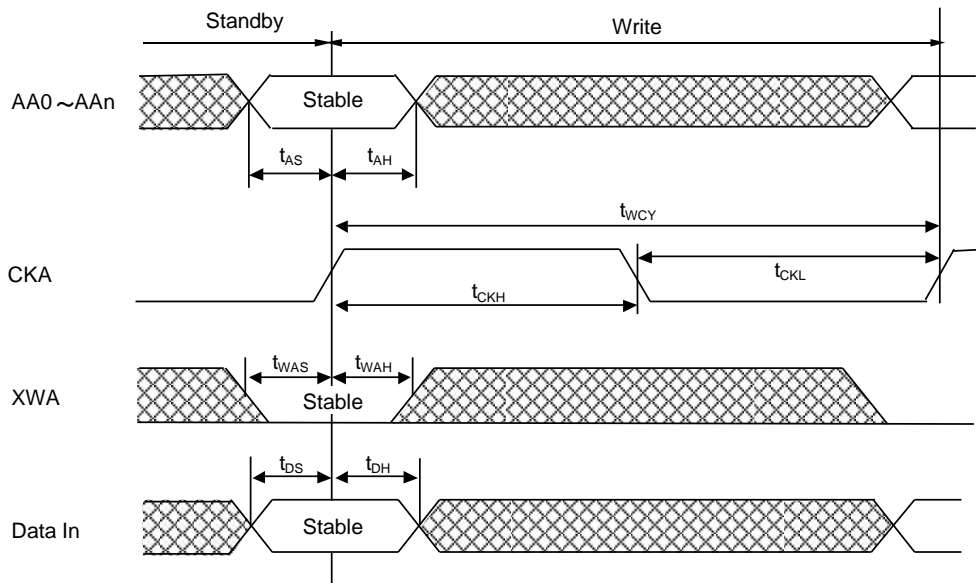 Standby
Write
AA0～AAn
Stable
tAS
tAH
tWCY
CKA
tCKL
tCKH
tWAS
tWAH
XWA
Stable
tDS
tDH
Data In
Stable